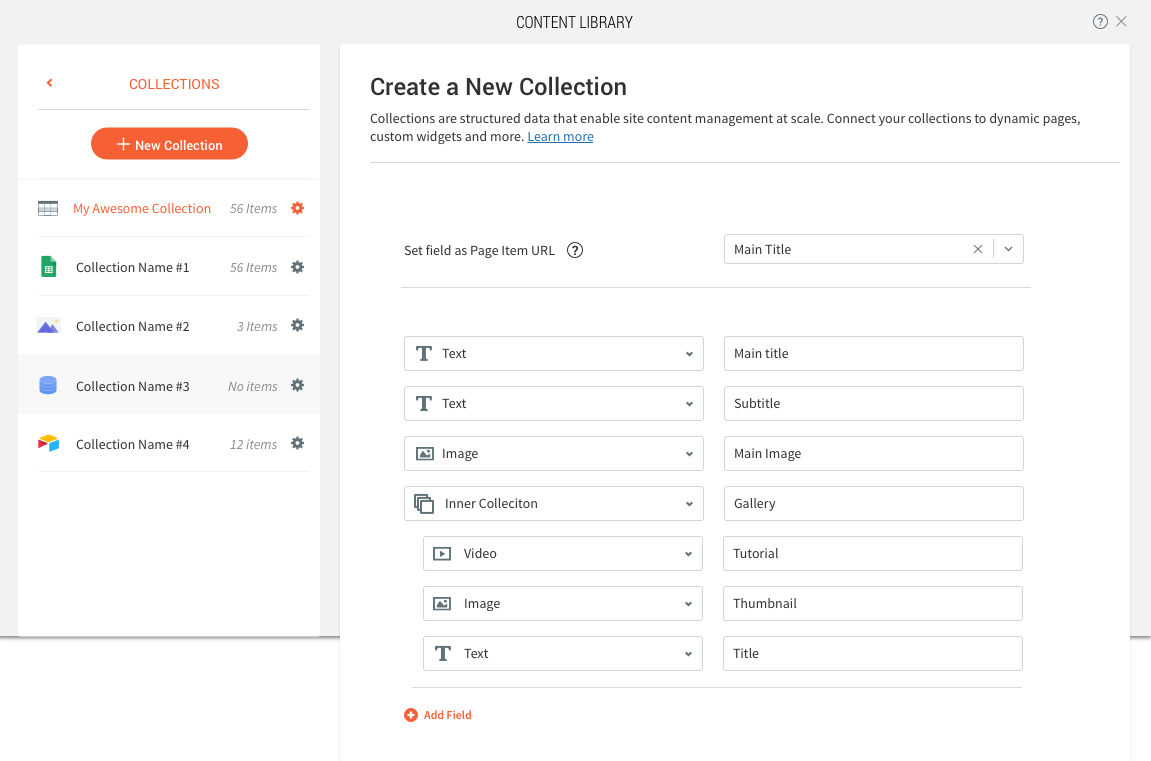 CONTENT LIBRARY
COLLECTIONS
New Collection
My Awesome Collection 56 Items
Collection Name #1 56 Items
Collection Name #2 3 Items
Collection Name #3 No items
Collection Name #4 12 items
Create a New Collection
Collections are structured data that enable site content management at scale. Connect your collections to dynamic pages,
custom widgets and more. Learn more
Set field as Page Item URL ? Main Title
Text Main title
Text Subtitle
Image Main Image
Inner Colleciton Gallery
Video Tutorial
Image Thumbnail
Text Title
Add Field